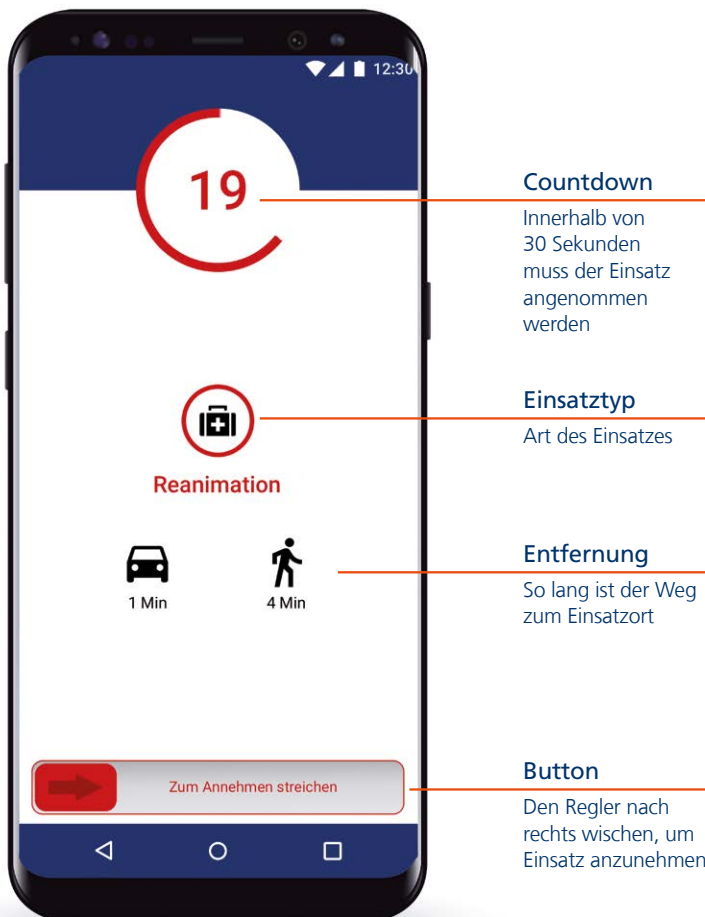 12:30
19
Countdown
Innerhalb von
30 Sekunden
muss der Einsatz
angenommen
werden
Einsatztyp
Art des Einsatzes
Reanimation
Entfernung
So lang ist der Weg
zum Einsatzort
1 Min
4 Min
Button
Den Regler nach
rechts wischen, um
Einsatz anzunehmen
Zum Annehmen streichen